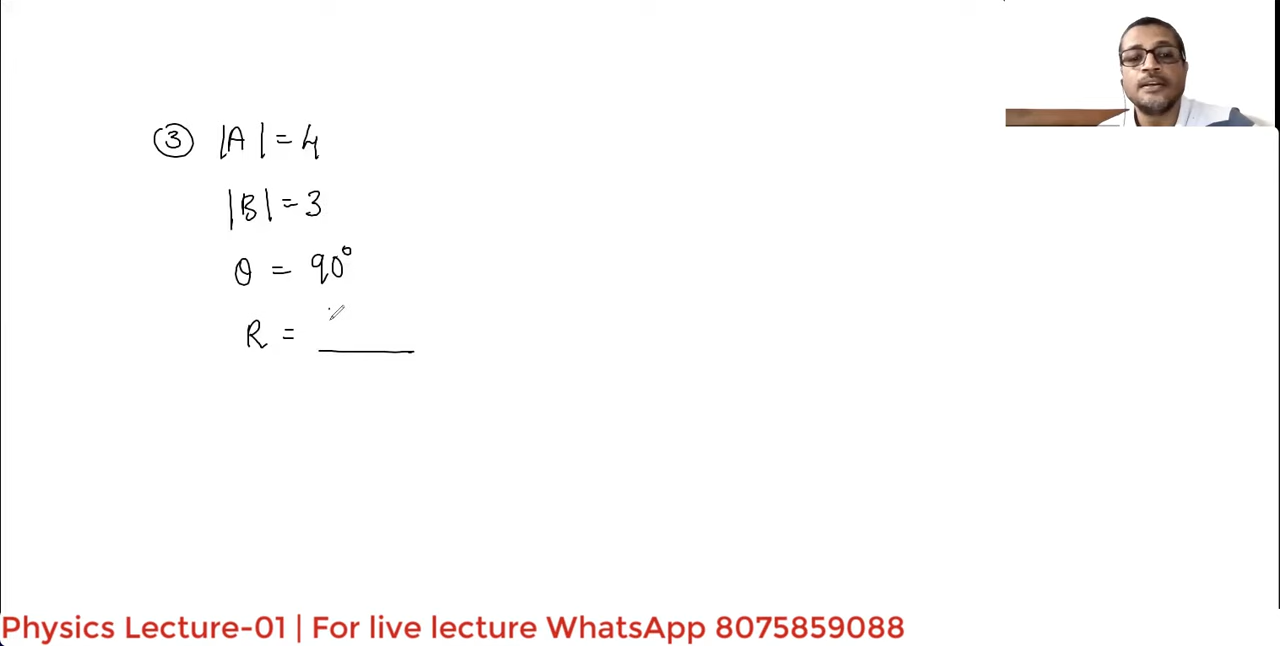 ③ |A| = 4
|B| = 3
θ = 90°
R = ______
Physics Lecture-01 | For live lecture WhatsApp 8075859088